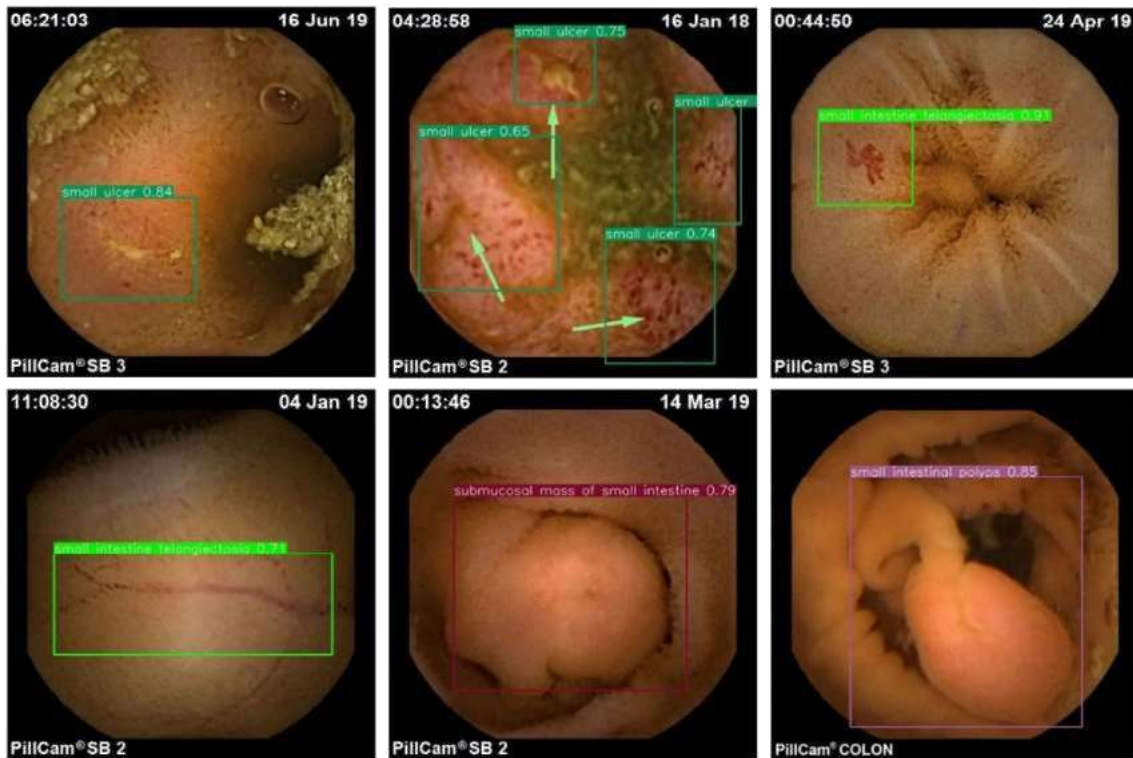 06:21:03 16 Jun 19
small ulcer 0.84
PillCam®SB 3
04:28:58 16 Jan 18
small ulcer 0.75
small ulcer
small ulcer 0.65
small ulcer 0.74
PillCam®SB 2
00:44:50 24 Apr 19
small intestine telangiectasia 0.91
PillCam®SB 3
11:08:30 04 Jan 19
small intestine telangiectasia 0.71
PillCam®SB 2
00:13:46 14 Mar 19
submucosal mass of small intestine 0.79
PillCam®SB 2
small intestinal polyps 0.85
PillCam®COLON